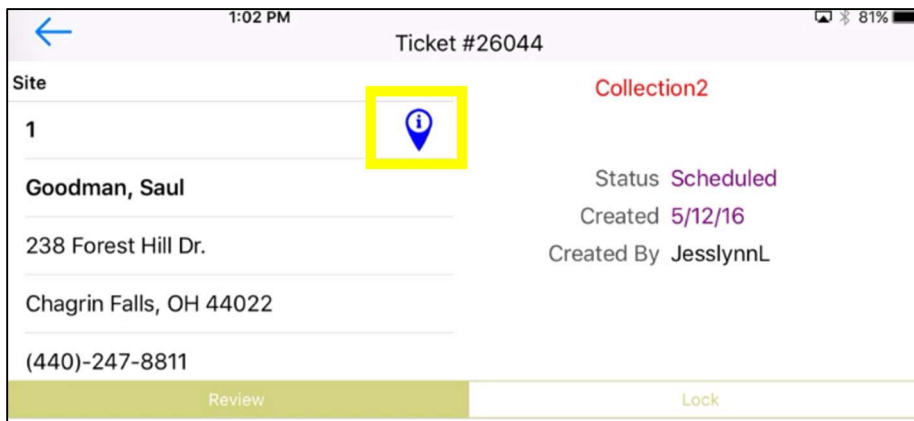 1:02 PM
81%
Ticket #26044
Site
Collection2
1
i
Goodman, Saul
Status Scheduled
Created 5/12/16
238 Forest Hill Dr.
Created By JesslynnL
Chagrin Falls, OH 44022
(440)-247-8811
Review
Lock